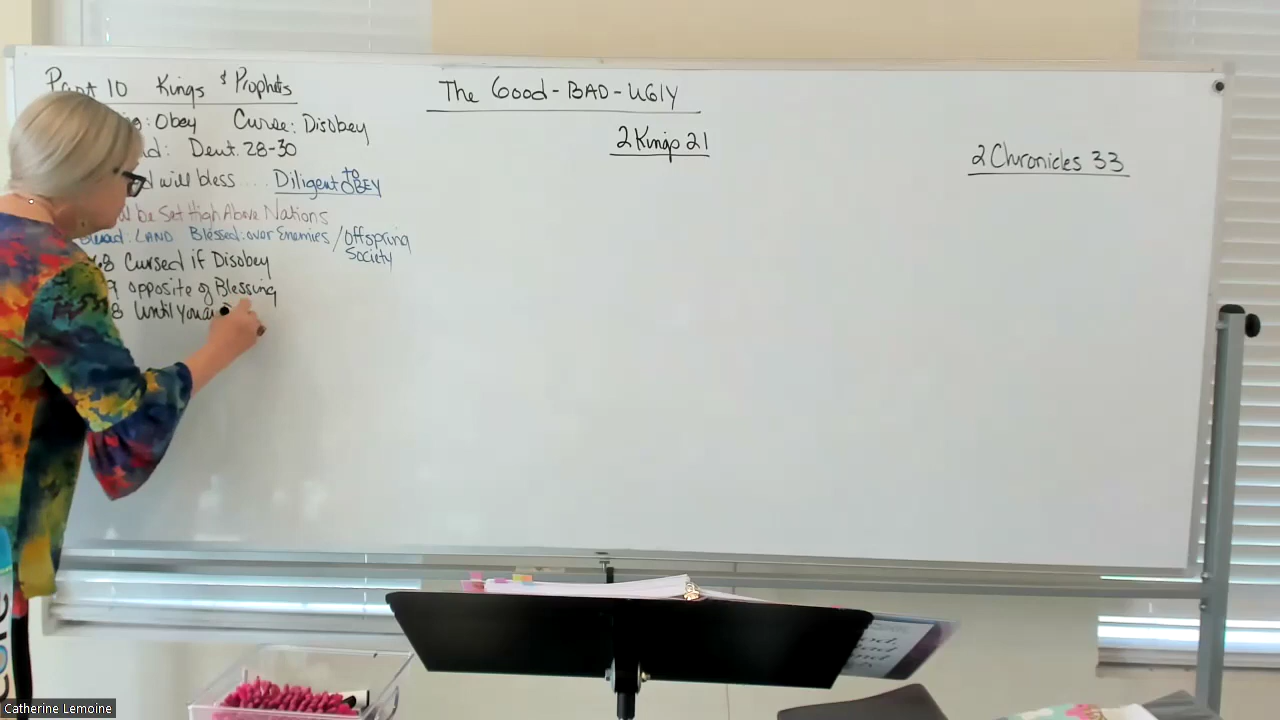 Part 10 Kings & Prophets
The Good-BAD-UGLY
: Obey Curse: Disobey
2 Kings 21
Deut. 28-30
2 Chronicles 33
will bless .... Diligent to OBEY
be Set High Above Nations
LAND Blessed: over Enemies / Offspring
Society
Cursed if Disobey
opposite of Blessing
Until You
Catherine Lemoine